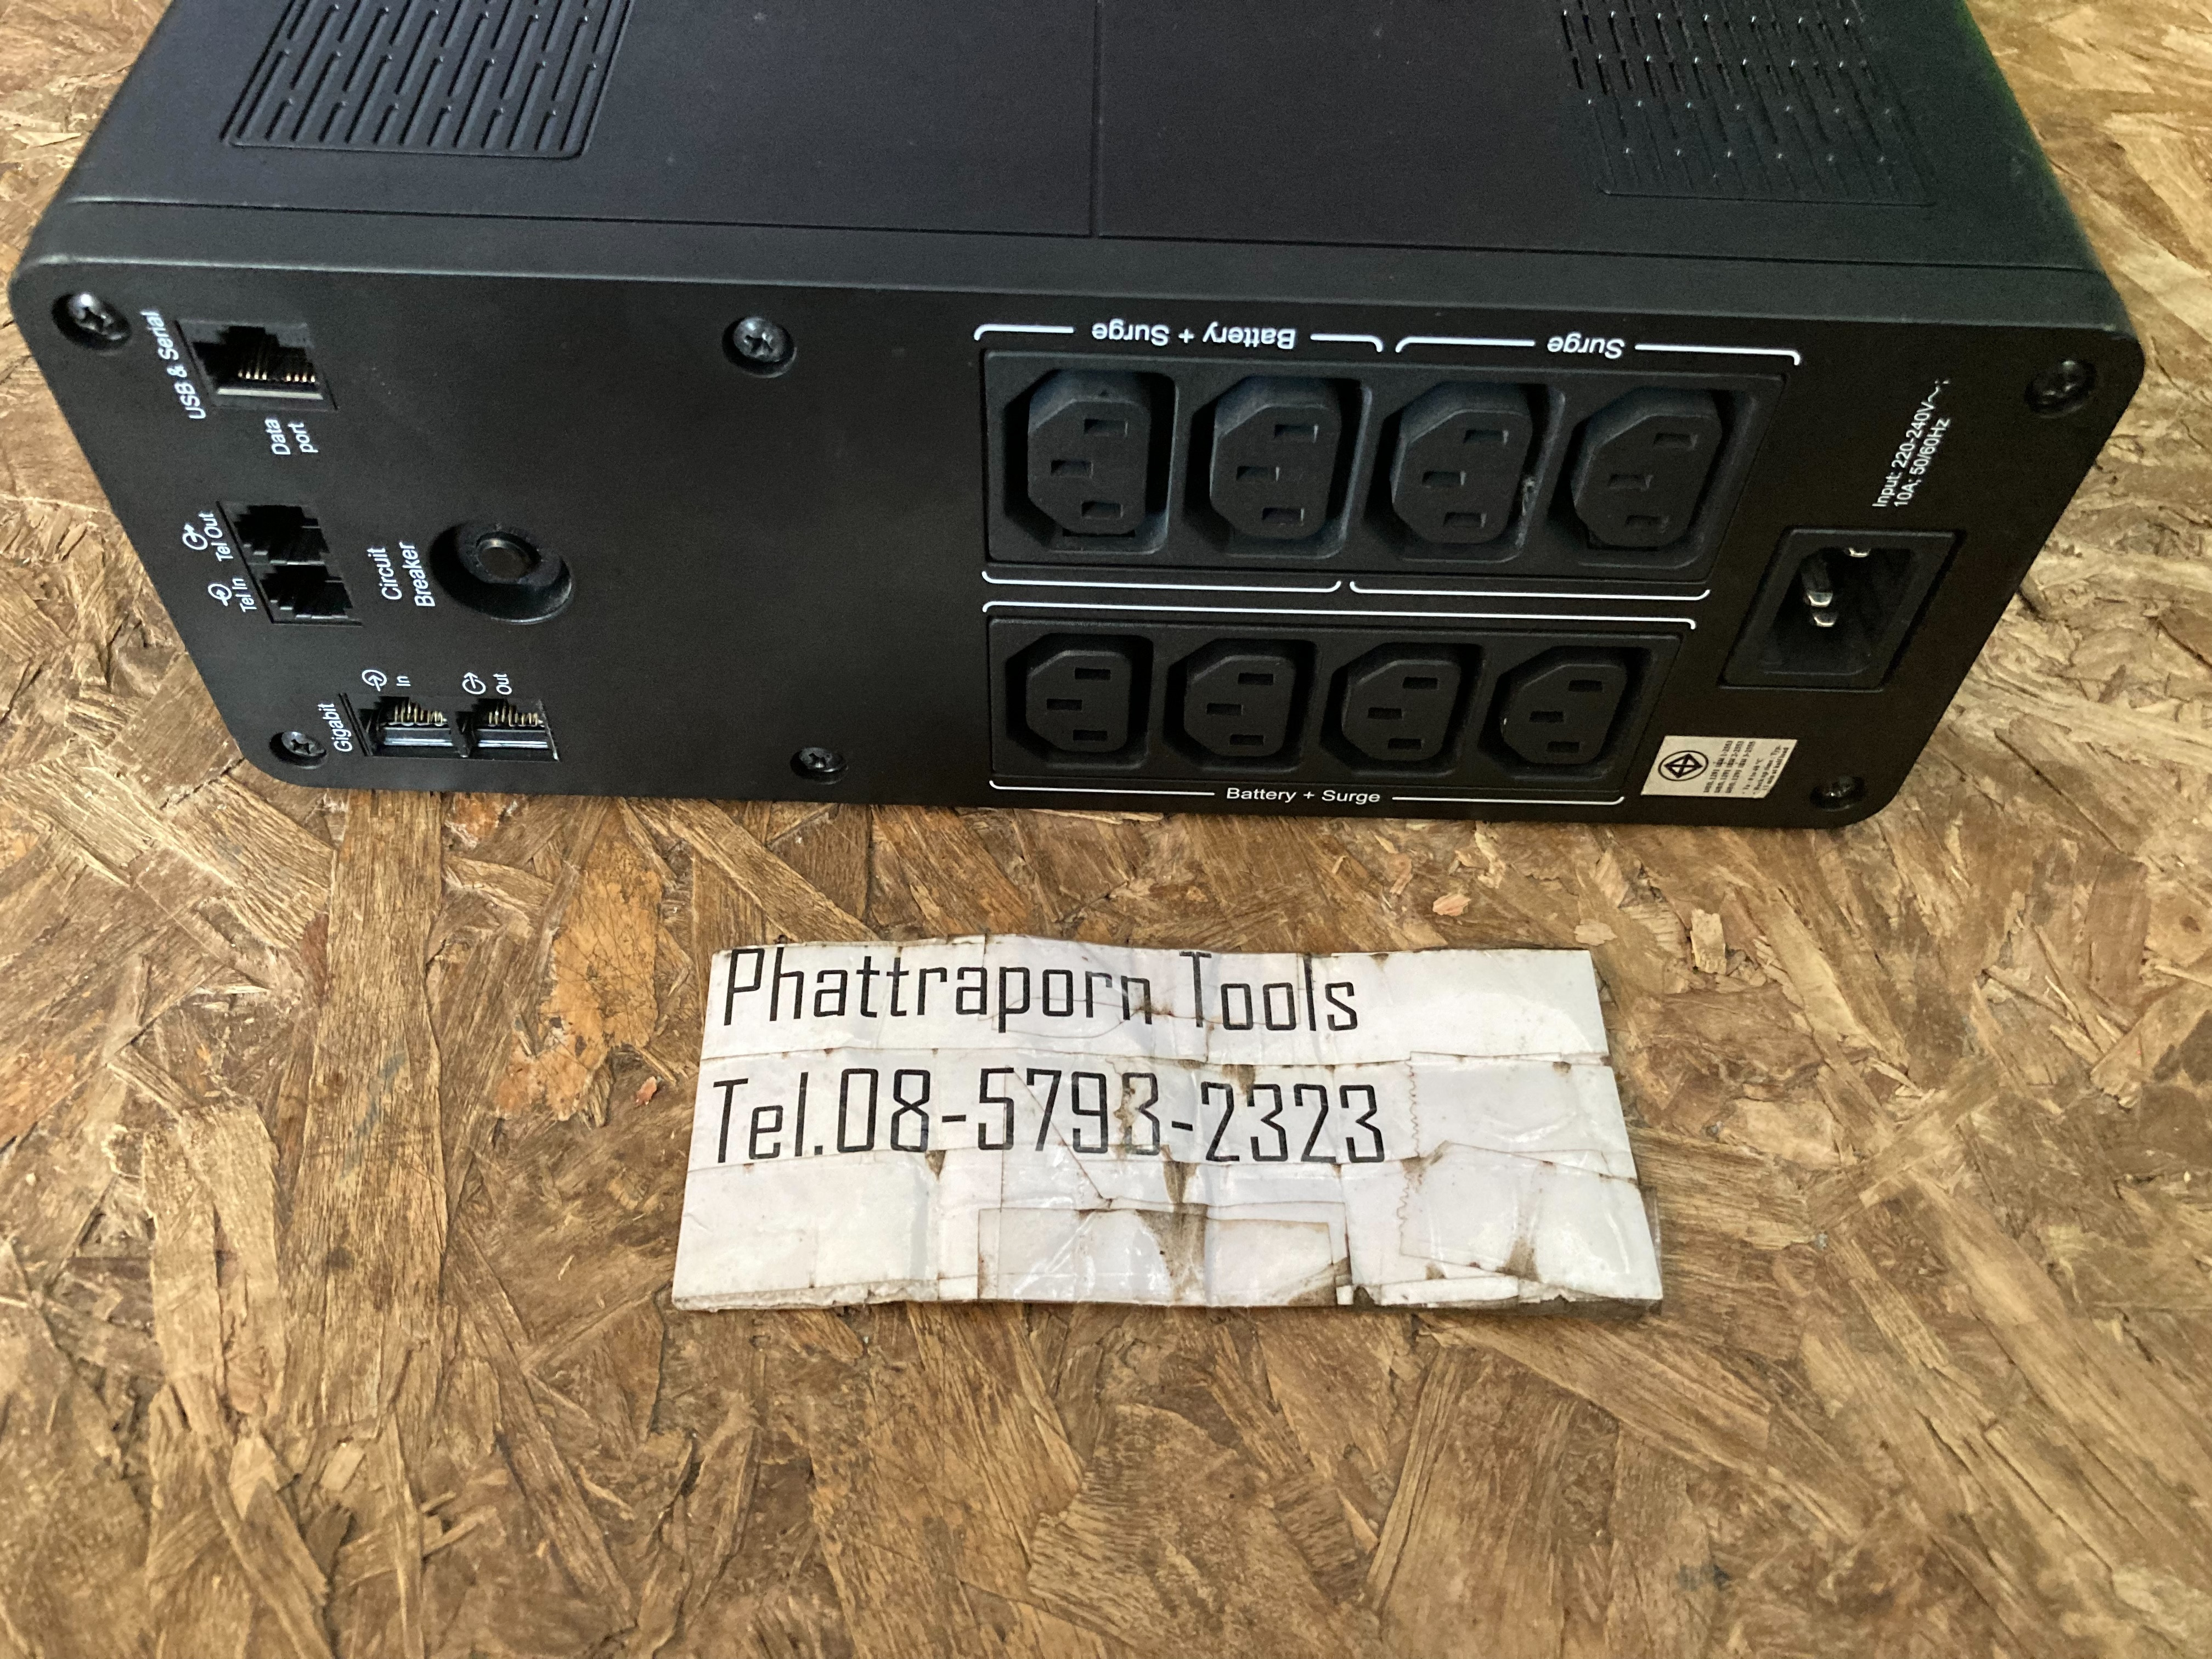 Battery + Surge
Surge
USB & Serial
Data
port
Tel Out
Tel In
Circuit
Breaker
Input: 220-240V~;
10A; 50/60Hz
Gigabit
In
Out
Battery + Surge
Phattraporn Tools
Tel.08-5793-2323